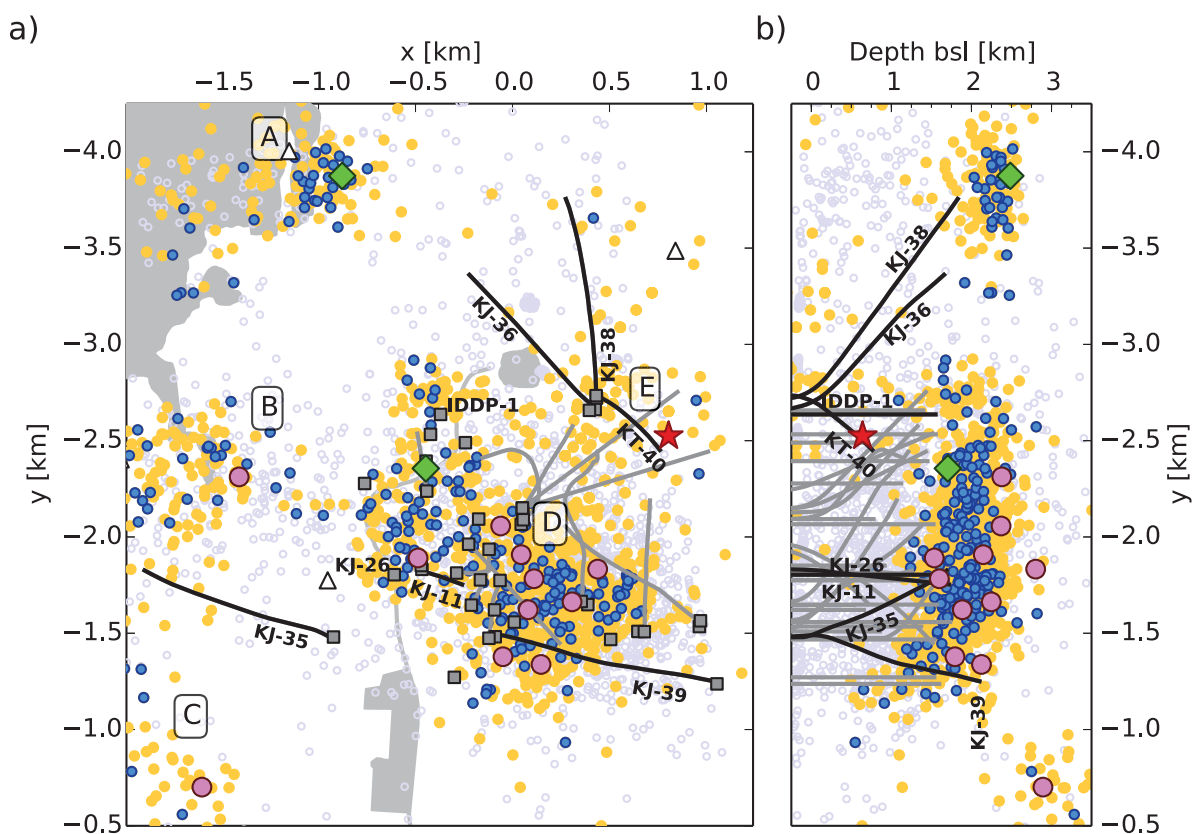 a)
b)
x [km]
Depth bsl [km]
−1.5
−1.0
−0.5
0.0
0.5
1.0
0
1
2
3
y [km]
−4.0
−3.5
−3.0
−2.5
−2.0
−1.5
−1.0
−0.5
A
B
C
D
E
KJ-36
KJ-38
IDDP-1
KT-40
KJ-26
KJ-11
KJ-35
KJ-39
KJ-38
KJ-36
IDDP-1
KT-40
KJ-26
KJ-11
KJ-35
KJ-39
−4.0
−3.5
−3.0
−2.5
−2.0
−1.5
−1.0
−0.5
y [km]